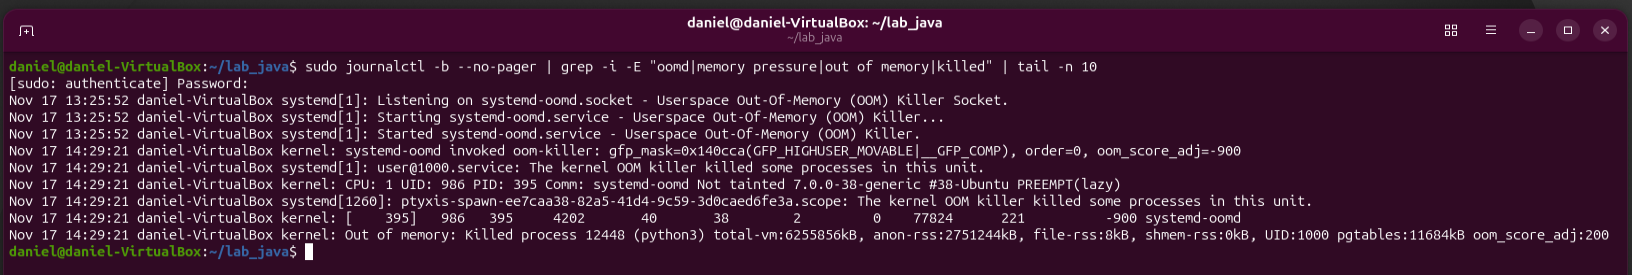 daniel@daniel-VirtualBox: ~/lab_java
~/lab_java
daniel@daniel-VirtualBox:~/lab_java$ sudo journalctl -b --no-pager | grep -i -E "oomd|memory pressure|out of memory|killed" | tail -n 10
[sudo: authenticate] Password:
Nov 17 13:25:52 daniel-VirtualBox systemd[1]: Listening on systemd-oomd.socket - Userspace Out-Of-Memory (OOM) Killer Socket.
Nov 17 13:25:52 daniel-VirtualBox systemd[1]: Starting systemd-oomd.service - Userspace Out-Of-Memory (OOM) Killer...
Nov 17 13:25:52 daniel-VirtualBox systemd[1]: Started systemd-oomd.service - Userspace Out-Of-Memory (OOM) Killer.
Nov 17 14:29:21 daniel-VirtualBox kernel: systemd-oomd invoked oom-killer: gfp_mask=0x140cca(GFP_HIGHUSER_MOVABLE|__GFP_COMP), order=0, oom_score_adj=-900
Nov 17 14:29:21 daniel-VirtualBox systemd[1]: user@1000.service: The kernel OOM killer killed some processes in this unit.
Nov 17 14:29:21 daniel-VirtualBox kernel: CPU: 1 UID: 986 PID: 395 Comm: systemd-oomd Not tainted 7.0.0-38-generic #38-Ubuntu PREEMPT(lazy)
Nov 17 14:29:21 daniel-VirtualBox systemd[1260]: ptyxis-spawn-ee7caa38-82a5-41d4-9c59-3d0caed6fe3a.scope: The kernel OOM killer killed some processes in this unit.
Nov 17 14:29:21 daniel-VirtualBox kernel: [    395]   986   395     4202       40       38        2         0    77824      221          -900 systemd-oomd
Nov 17 14:29:21 daniel-VirtualBox kernel: Out of memory: Killed process 12448 (python3) total-vm:6255856kB, anon-rss:2751244kB, file-rss:8kB, shmem-rss:0kB, UID:1000 pgtables:11684kB oom_score_adj:200
daniel@daniel-VirtualBox:~/lab_java$